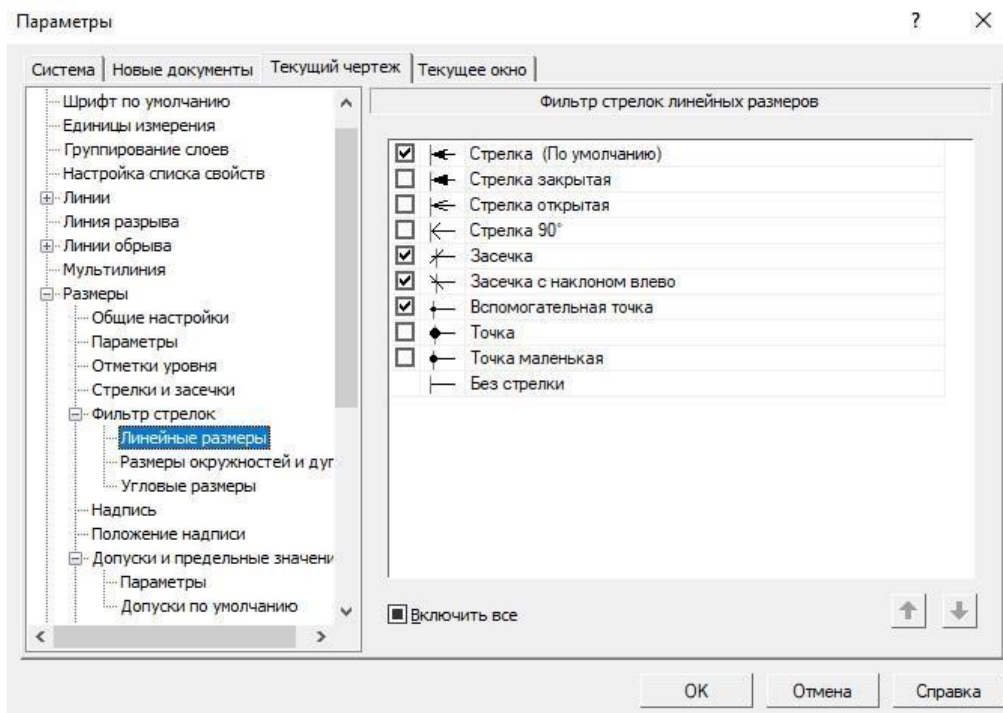 Параметры
?
Система
Новые документы
Текущий чертеж
Текущее окно
Шрифт по умолчанию
Единицы измерения
Группирование слоев
Настройка списка свойств
Линии
Линия разрыва
Линии обрыва
Мультилиния
Размеры
Общие настройки
Параметры
Отметки уровня
Стрелки и засечки
Фильтр стрелок
Линейные размеры
Размеры окружностей и дуг
Угловые размеры
Надпись
Положение надписи
Допуски и предельные значени
Параметры
Допуски по умолчанию
Фильтр стрелок линейных размеров
Стрелка (По умолчанию)
Стрелка закрытая
Стрелка открытая
Стрелка 90°
Засечка
Засечка с наклоном влево
Вспомогательная точка
Точка
Точка маленькая
Без стрелки
Включить все
OK
Отмена
Справка